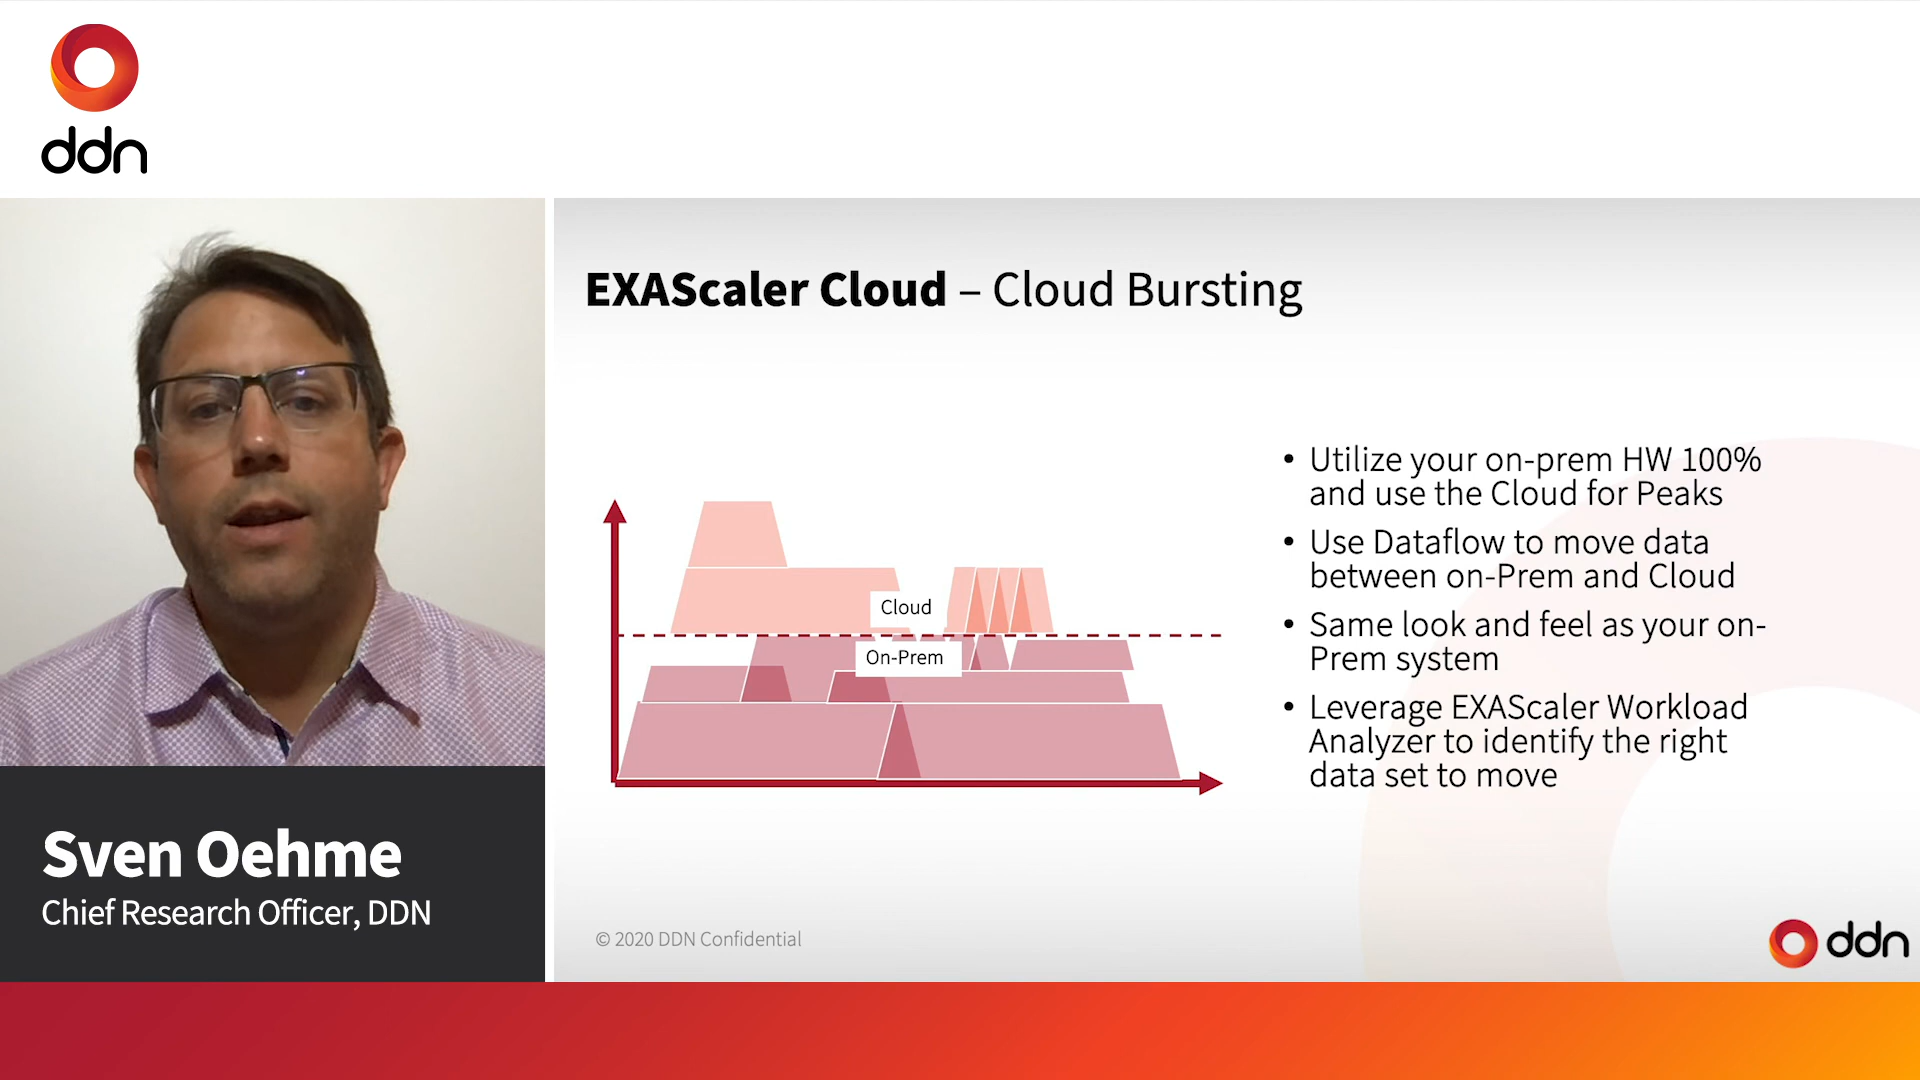 ddn
EXAScaler Cloud – Cloud Bursting
Cloud
On-Prem
• Utilize your on-prem HW 100%
and use the Cloud for Peaks
• Use Dataflow to move data
between on-Prem and Cloud
• Same look and feel as your on-
Prem system
• Leverage EXAScaler Workload
Analyzer to identify the right
data set to move
Sven Oehme
Chief Research Officer, DDN
© 2020 DDN Confidential
ddn